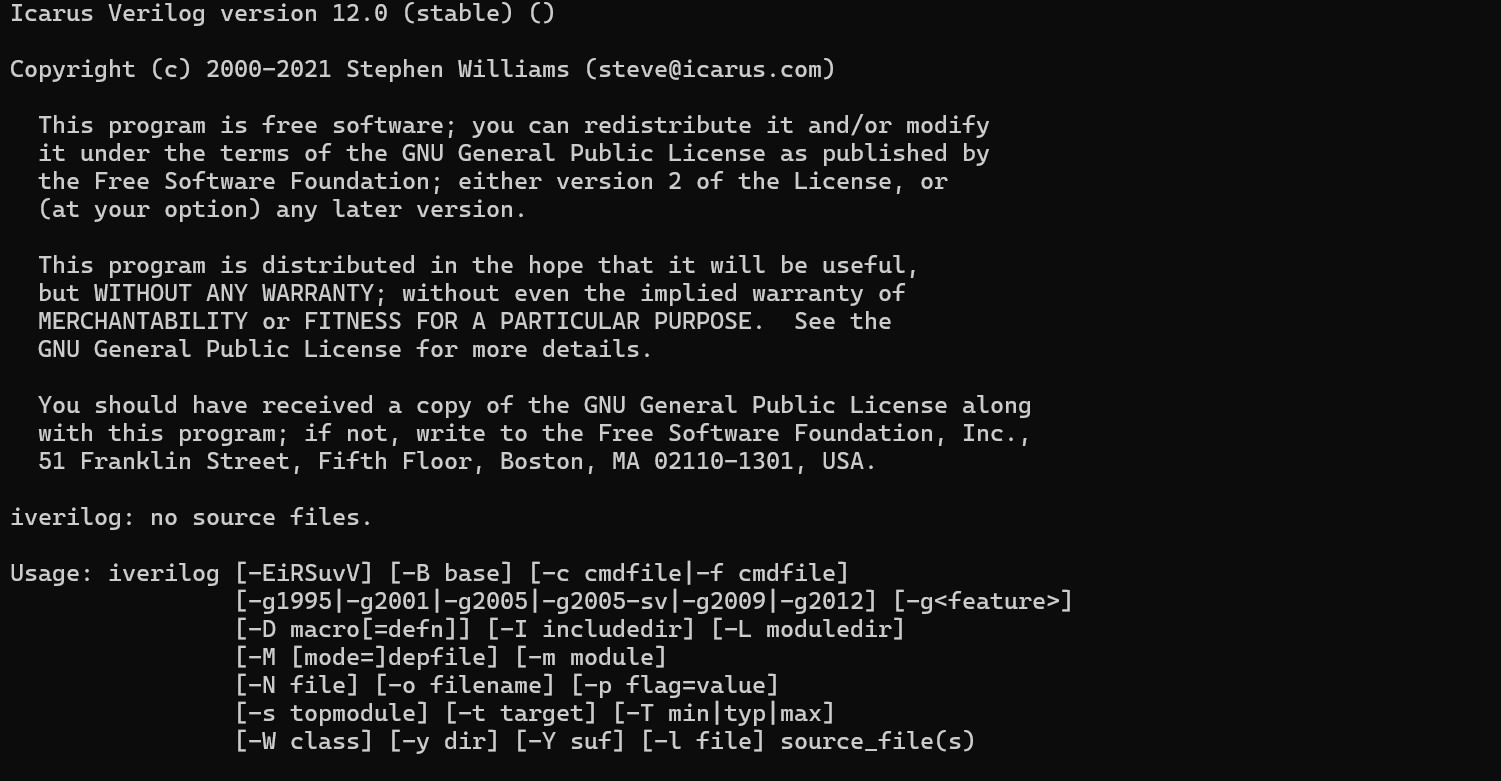 Icarus Verilog version 12.0 (stable) ()
Copyright (c) 2000-2021 Stephen Williams (steve@icarus.com)
This program is free software; you can redistribute it and/or modify
it under the terms of the GNU General Public License as published by
the Free Software Foundation; either version 2 of the License, or
(at your option) any later version.
This program is distributed in the hope that it will be useful,
but WITHOUT ANY WARRANTY; without even the implied warranty of
MERCHANTABILITY or FITNESS FOR A PARTICULAR PURPOSE.  See the
GNU General Public License for more details.
You should have received a copy of the GNU General Public License along
with this program; if not, write to the Free Software Foundation, Inc.,
51 Franklin Street, Fifth Floor, Boston, MA 02110-1301, USA.
iverilog: no source files.
Usage: iverilog [-EiRSuvV] [-B base] [-c cmdfile|-f cmdfile]
[-g1995|-g2001|-g2005|-g2005-sv|-g2009|-g2012] [-g<feature>]
[-D macro[=defn]] [-I includedir] [-L moduledir]
[-M [mode=]depfile] [-m module]
[-N file] [-o filename] [-p flag=value]
[-s topmodule] [-t target] [-T min|typ|max]
[-W class] [-y dir] [-Y suf] [-l file] source_file(s)